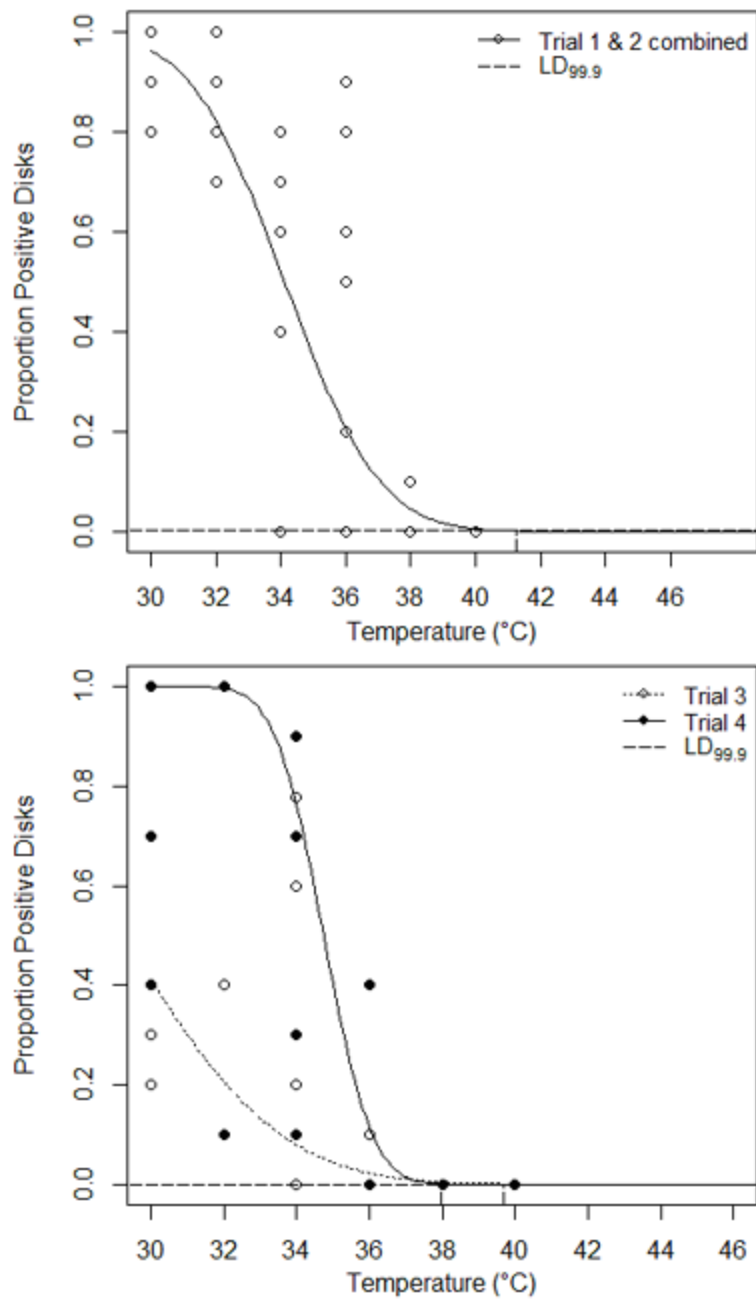 Trial 1 & 2 combined
LD99.9
Proportion Positive Disks
1.0
0.8
0.6
0.4
0.2
0.0
30 32 34 36 38 40 42 44 46
Temperature (°C)
Trial 3
Trial 4
LD99.9
Proportion Positive Disks
1.0
0.8
0.6
0.4
0.2
0.0
30 32 34 36 38 40 42 44 46
Temperature (°C)